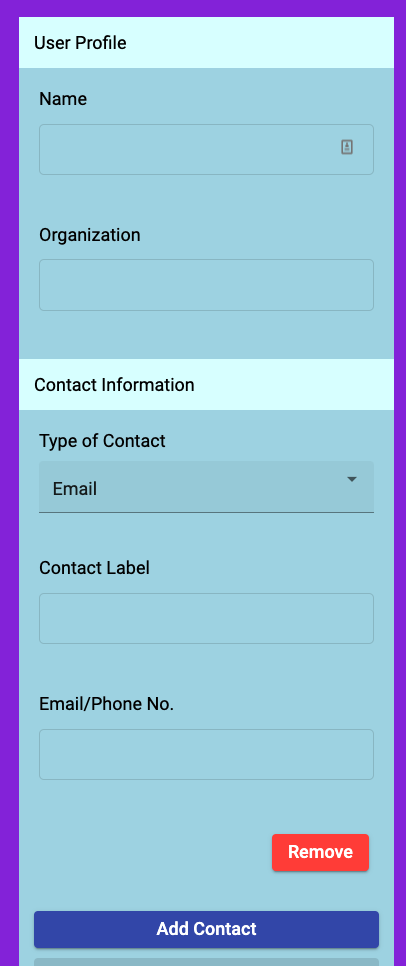 User Profile
Name
Organization
Contact Information
Type of Contact
Email
Contact Label
Email/Phone No.
Remove
Add Contact